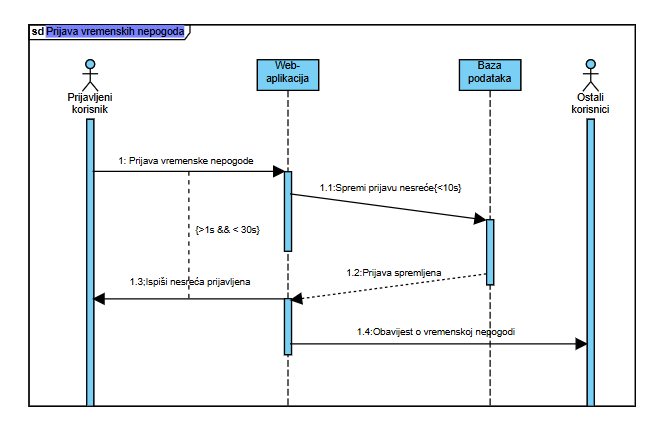 sd Prijava vremenskih nepogoda
Prijavljeni
korisnik
Web-
aplikacija
Baza
podataka
Ostali
korisnici
1: Prijava vremenske nepogode
1.1:Spremi prijavu nesreće{<10s}
{>1s && < 30s}
1.2:Prijava spremljena
1.3;Ispiši nesreća prijavljena
1.4:Obavijest o vremenskoj nepogodi